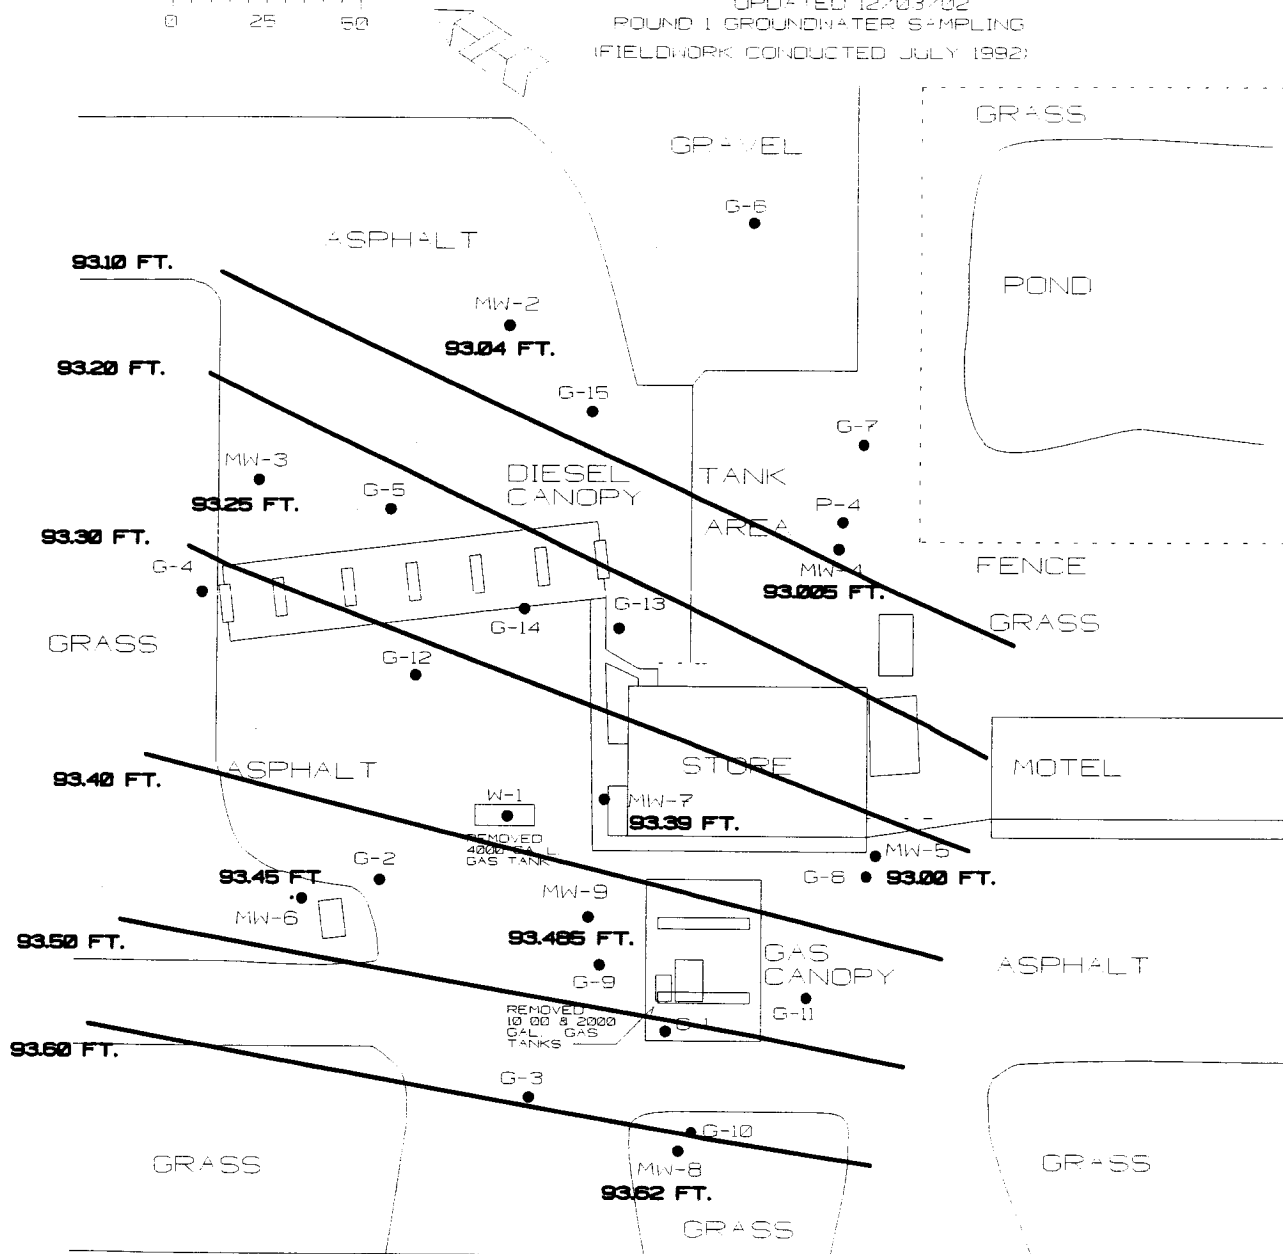 0 25 50
UPDATED 12/03/02
ROUND 1 GROUNDWATER SAMPLING
(FIELDWORK CONDUCTED JULY 1992)
GRASS
GRAVEL
G-6
ASPHALT
93.10 FT.
POND
MW-2
93.04 FT.
93.20 FT.
G-15
G-7
MW-3
93.25 FT.
G-5
DIESEL
CANOPY
TANK
AREA
P-4
93.30 FT.
G-4
MW-4
93.005 FT.
FENCE
GRASS
G-13
G-14
GRASS
G-12
93.40 FT.
ASPHALT
STORE
MOTEL
W-1
REMOVED
GAS TANK
MW-7
93.39 FT.
G-2
93.45 FT
MW-6
MW-5
G-8
93.00 FT.
MW-9
93.485 FT.
93.50 FT.
G-9
GAS
CANOPY
ASPHALT
G-11
REMOVED
10 00 & 2000
GAL. GAS
TANKS
G-1
93.60 FT.
G-3
G-10
MW-8
93.62 FT.
GRASS
GRASS
GRASS